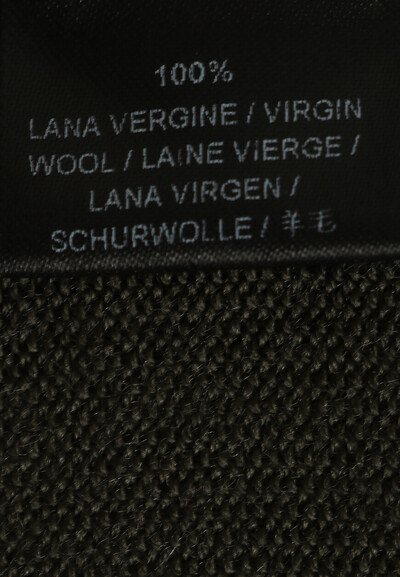 100%
LANA VERGINE / VIRGIN
WOOL / LAINE VIERGE /
LANA VIRGEN /
SCHURWOLLE / 羊毛